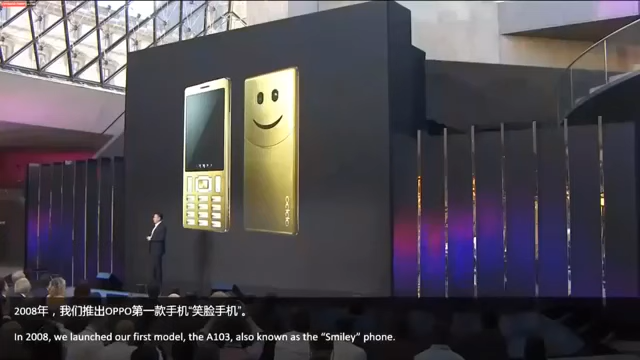 oppo
2008年，我们推出OPPO第一款手机“笑脸手机”。
In 2008, we launched our first model, the A103, also known as the “Smiley” phone.